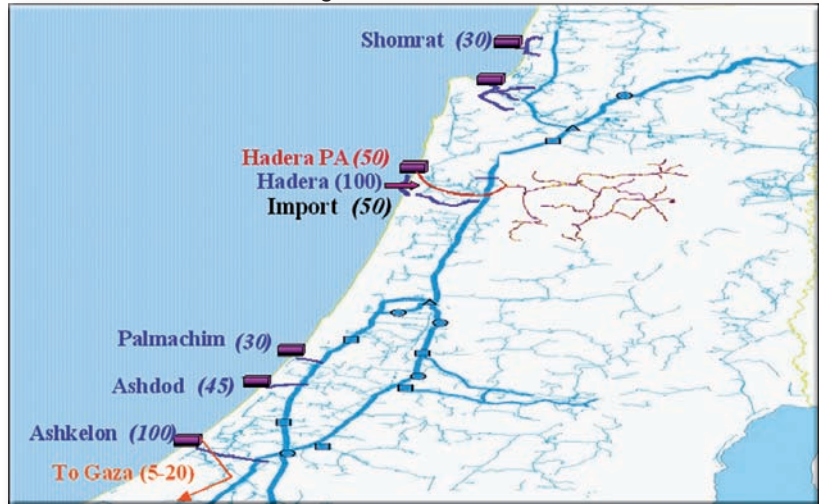 Shomrat (30)
Hadera PA (50)
Hadera (100)
Import (50)
Palmachim (30)
Ashdod (45)
Ashkelon (100)
To Gaza (5-20)